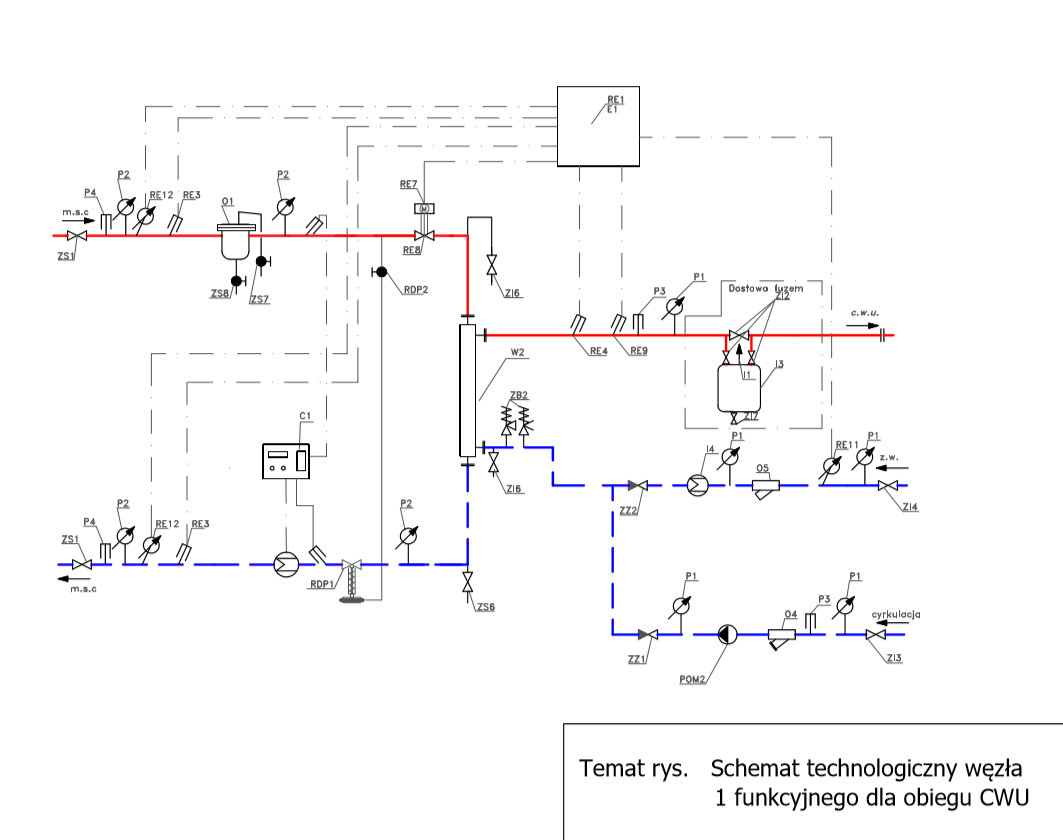 RE1
E1
P4
P2
RE12
RE3
O1
P2
RE7
M
m.s.c
ZS1
ZS8
ZS7
RE8
RDP2
ZI6
P3
P1
Dostawa luzem
ZI2
c.w.u.
RE4
RE9
W2
I1
I3
ZI7
ZB2
C1
P1
I4
O5
RE11
P1
z.w.
ZI6
ZZ2
ZI4
ZS1
P4
P2
RE12
RE3
P2
m.s.c
RDP1
ZS6
P1
O4
P3
P1
cyrkulacja
ZZ1
POM2
ZI3
Temat rys. Schemat technologiczny węzła
1 funkcyjnego dla obiegu CWU